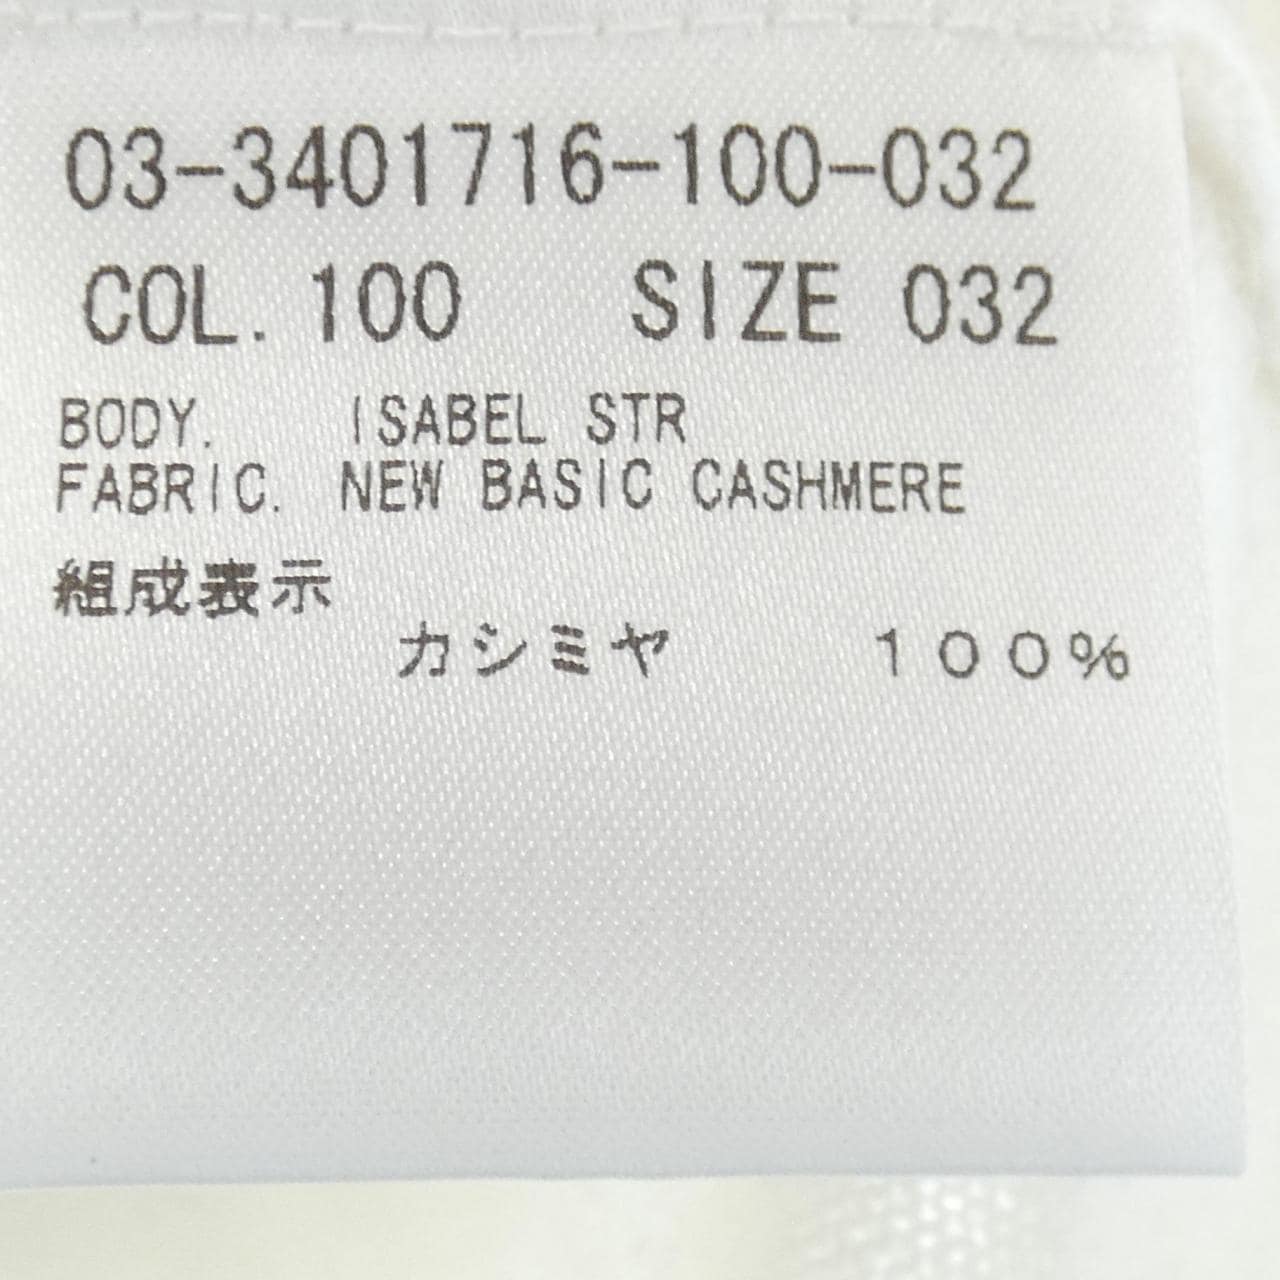 03-3401716-100-032
COL. 100 SIZE 032
BODY. ISABEL STR
FABRIC. NEW BASIC CASHMERE
組成表示
カシミヤ 100%